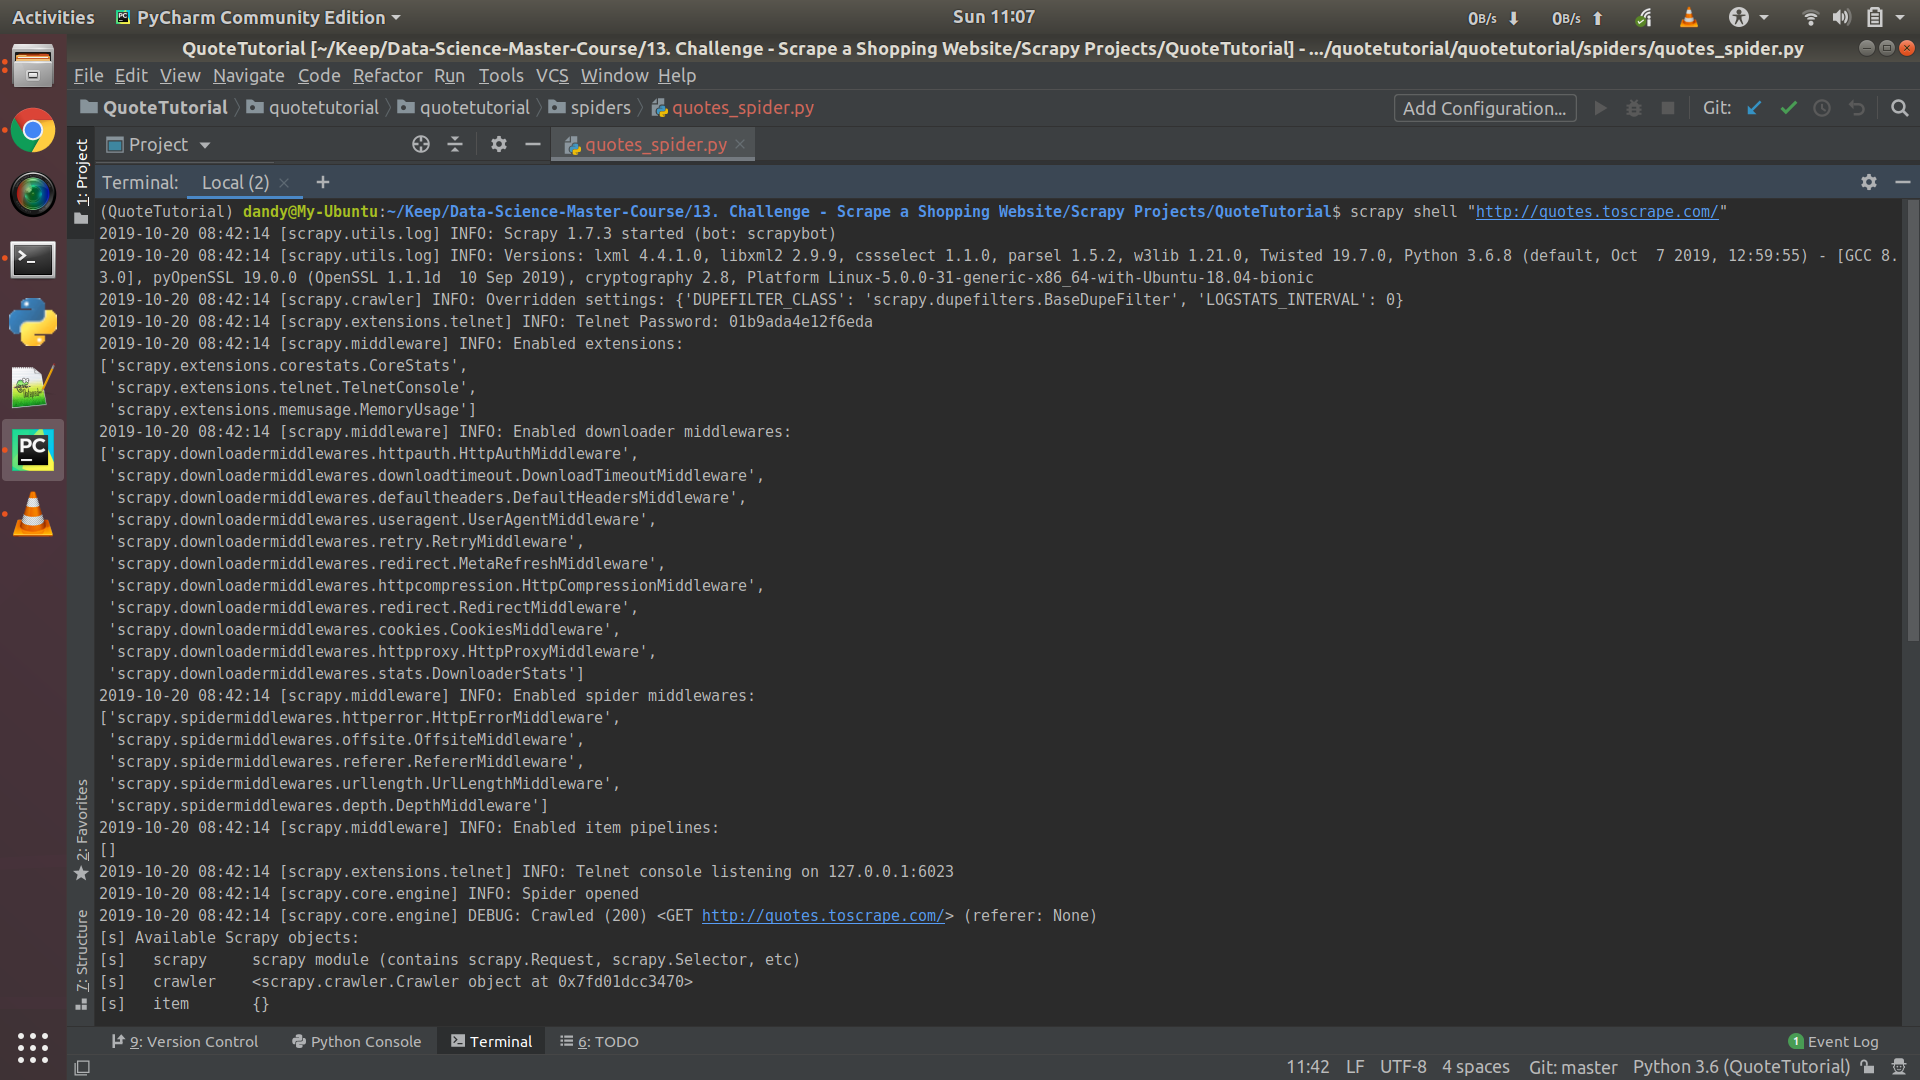 Activities PyCharm Community Edition Sun 11:07 0B/s 0B/s
QuoteTutorial [~/Keep/Data-Science-Master-Course/13. Challenge - Scrape a Shopping Website/Scrapy Projects/QuoteTutorial] - .../quotetutorial/quotetutorial/spiders/quotes_spider.py
File Edit View Navigate Code Refactor Run Tools VCS Window Help
QuoteTutorial quotetutorial quotetutorial spiders quotes_spider.py Add Configuration... Git:
1: Project
Project quotes_spider.py
Terminal: Local (2)
(QuoteTutorial) dandy@My-Ubuntu:~/Keep/Data-Science-Master-Course/13. Challenge - Scrape a Shopping Website/Scrapy Projects/QuoteTutorial$ scrapy shell "http://quotes.toscrape.com/"
2019-10-20 08:42:14 [scrapy.utils.log] INFO: Scrapy 1.7.3 started (bot: scrapybot)
2019-10-20 08:42:14 [scrapy.utils.log] INFO: Versions: lxml 4.4.1.0, libxml2 2.9.9, cssselect 1.1.0, parsel 1.5.2, w3lib 1.21.0, Twisted 19.7.0, Python 3.6.8 (default, Oct  7 2019, 12:59:55) - [GCC 8.
3.0], pyOpenSSL 19.0.0 (OpenSSL 1.1.1d  10 Sep 2019), cryptography 2.8, Platform Linux-5.0.0-31-generic-x86_64-with-Ubuntu-18.04-bionic
2019-10-20 08:42:14 [scrapy.crawler] INFO: Overridden settings: {'DUPEFILTER_CLASS': 'scrapy.dupefilters.BaseDupeFilter', 'LOGSTATS_INTERVAL': 0}
2019-10-20 08:42:14 [scrapy.extensions.telnet] INFO: Telnet Password: 01b9ada4e12f6eda
2019-10-20 08:42:14 [scrapy.middleware] INFO: Enabled extensions:
['scrapy.extensions.corestats.CoreStats',
 'scrapy.extensions.telnet.TelnetConsole',
 'scrapy.extensions.memusage.MemoryUsage']
2019-10-20 08:42:14 [scrapy.middleware] INFO: Enabled downloader middlewares:
['scrapy.downloadermiddlewares.httpauth.HttpAuthMiddleware',
 'scrapy.downloadermiddlewares.downloadtimeout.DownloadTimeoutMiddleware',
 'scrapy.downloadermiddlewares.defaultheaders.DefaultHeadersMiddleware',
 'scrapy.downloadermiddlewares.useragent.UserAgentMiddleware',
 'scrapy.downloadermiddlewares.retry.RetryMiddleware',
 'scrapy.downloadermiddlewares.redirect.MetaRefreshMiddleware',
 'scrapy.downloadermiddlewares.httpcompression.HttpCompressionMiddleware',
 'scrapy.downloadermiddlewares.redirect.RedirectMiddleware',
 'scrapy.downloadermiddlewares.cookies.CookiesMiddleware',
 'scrapy.downloadermiddlewares.httpproxy.HttpProxyMiddleware',
 'scrapy.downloadermiddlewares.stats.DownloaderStats']
2019-10-20 08:42:14 [scrapy.middleware] INFO: Enabled spider middlewares:
['scrapy.spidermiddlewares.httperror.HttpErrorMiddleware',
 'scrapy.spidermiddlewares.offsite.OffsiteMiddleware',
 'scrapy.spidermiddlewares.referer.RefererMiddleware',
 'scrapy.spidermiddlewares.urllength.UrlLengthMiddleware',
 'scrapy.spidermiddlewares.depth.DepthMiddleware']
2019-10-20 08:42:14 [scrapy.middleware] INFO: Enabled item pipelines:
[]
2019-10-20 08:42:14 [scrapy.extensions.telnet] INFO: Telnet console listening on 127.0.0.1:6023
2019-10-20 08:42:14 [scrapy.core.engine] INFO: Spider opened
2019-10-20 08:42:14 [scrapy.core.engine] DEBUG: Crawled (200) <GET http://quotes.toscrape.com/> (referer: None)
[s] Available Scrapy objects:
[s]   scrapy     scrapy module (contains scrapy.Request, scrapy.Selector, etc)
[s]   crawler    <scrapy.crawler.Crawler object at 0x7fd01dcc3470>
[s]   item       {}
2: Favorites
7: Structure
PC
9: Version Control Python Console Terminal 6: TODO 1 Event Log
11:42 LF UTF-8 4 spaces Git: master Python 3.6 (QuoteTutorial)